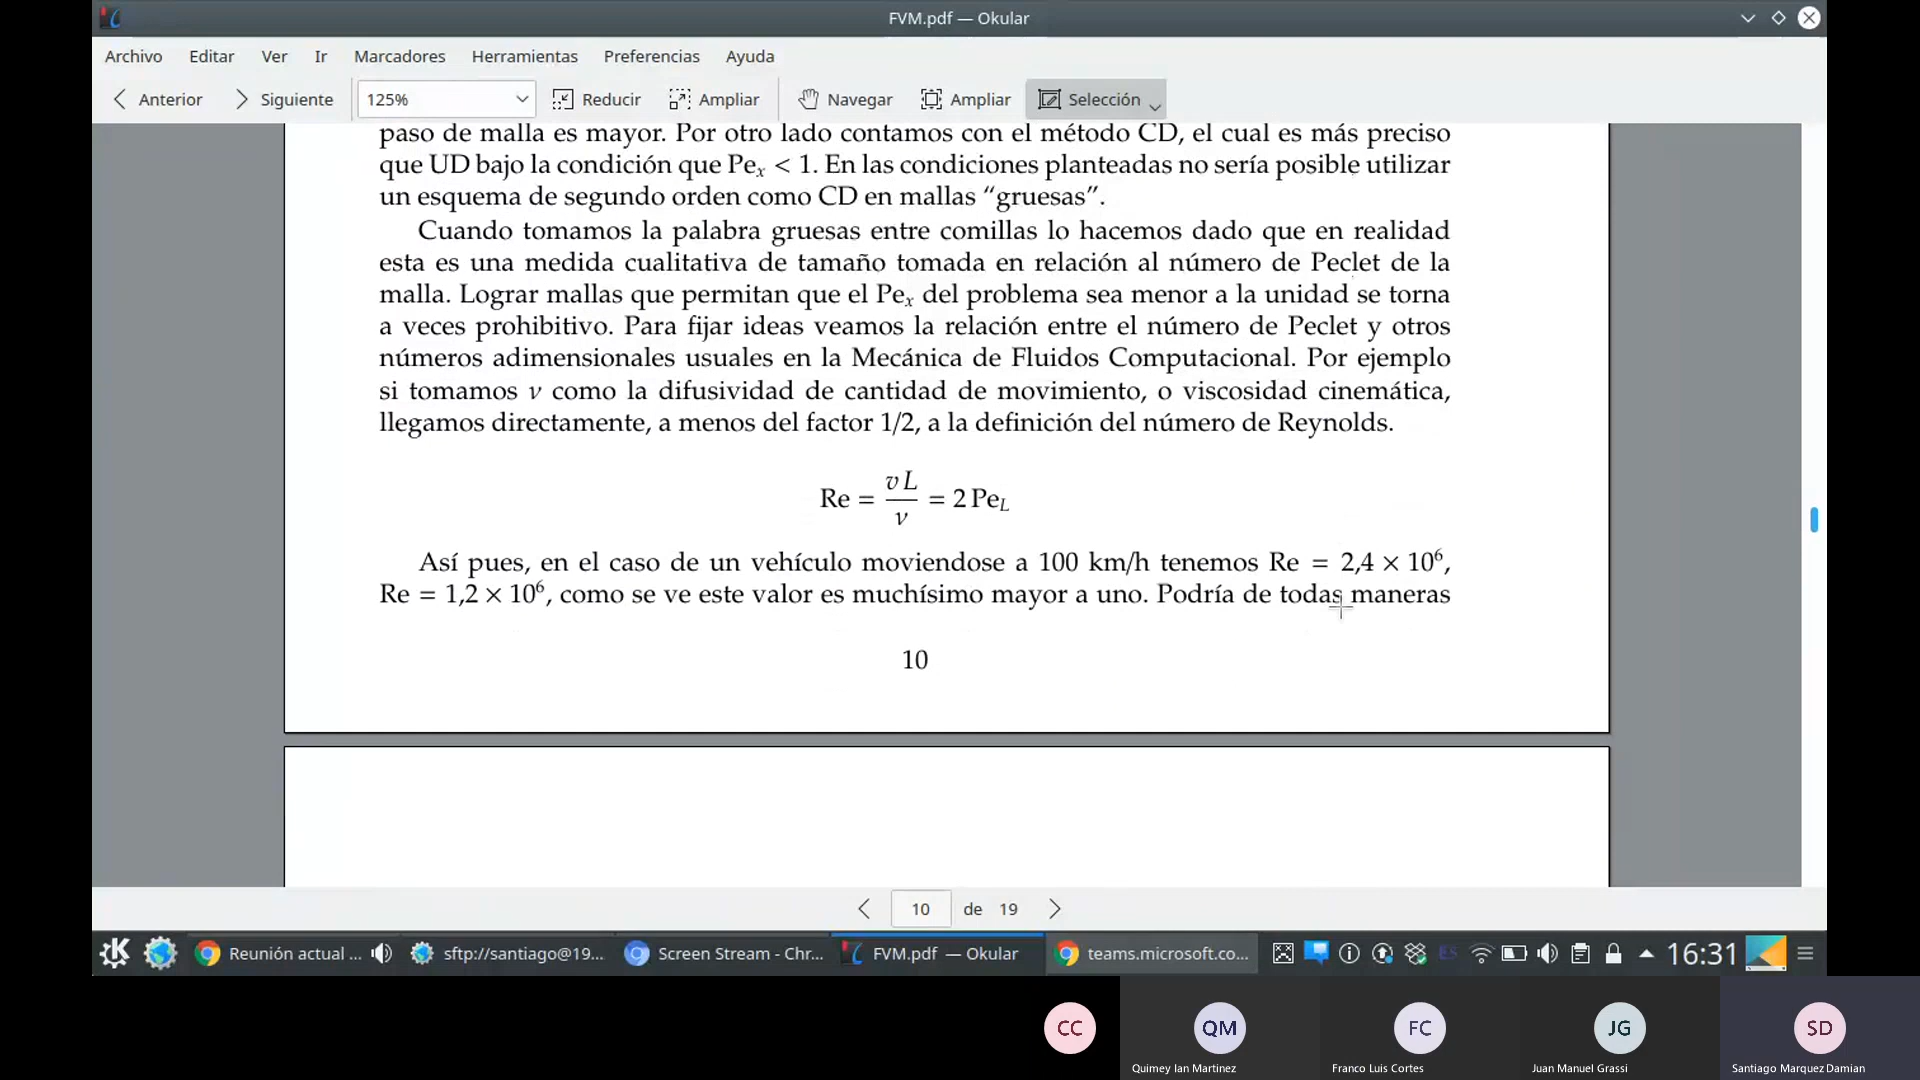 FVM.pdf — Okular
Archivo Editar Ver Ir Marcadores Herramientas Preferencias Ayuda
Anterior Siguiente 125% Reducir Ampliar Navegar Ampliar Selección
paso de malla es mayor. Por otro lado contamos con el método CD, el cual es más preciso
que UD bajo la condición que Peₓ < 1. En las condiciones planteadas no sería posible utilizar
un esquema de segundo orden como CD en mallas “gruesas”.
Cuando tomamos la palabra gruesas entre comillas lo hacemos dado que en realidad
esta es una medida cualitativa de tamaño tomada en relación al número de Peclet de la
malla. Lograr mallas que permitan que el Peₓ del problema sea menor a la unidad se torna
a veces prohibitivo. Para fijar ideas veamos la relación entre el número de Peclet y otros
números adimensionales usuales en la Mecánica de Fluidos Computacional. Por ejemplo
si tomamos ν como la difusividad de cantidad de movimiento, o viscosidad cinemática,
llegamos directamente, a menos del factor 1/2, a la definición del número de Reynolds.
Re = v L / ν = 2 Pe_L
Así pues, en el caso de un vehículo moviendose a 100 km/h tenemos Re = 2,4 × 10⁶,
Re = 1,2 × 10⁶, como se ve este valor es muchísimo mayor a uno. Podría de todas maneras
10
10 de 19
Reunión actual ... sftp://santiago@19... Screen Stream - Chr... FVM.pdf — Okular teams.microsoft.co... ES 16:31
CC QM FC JG SD
Quimey Ian Martinez Franco Luis Cortes Juan Manuel Grassi Santiago Marquez Damian